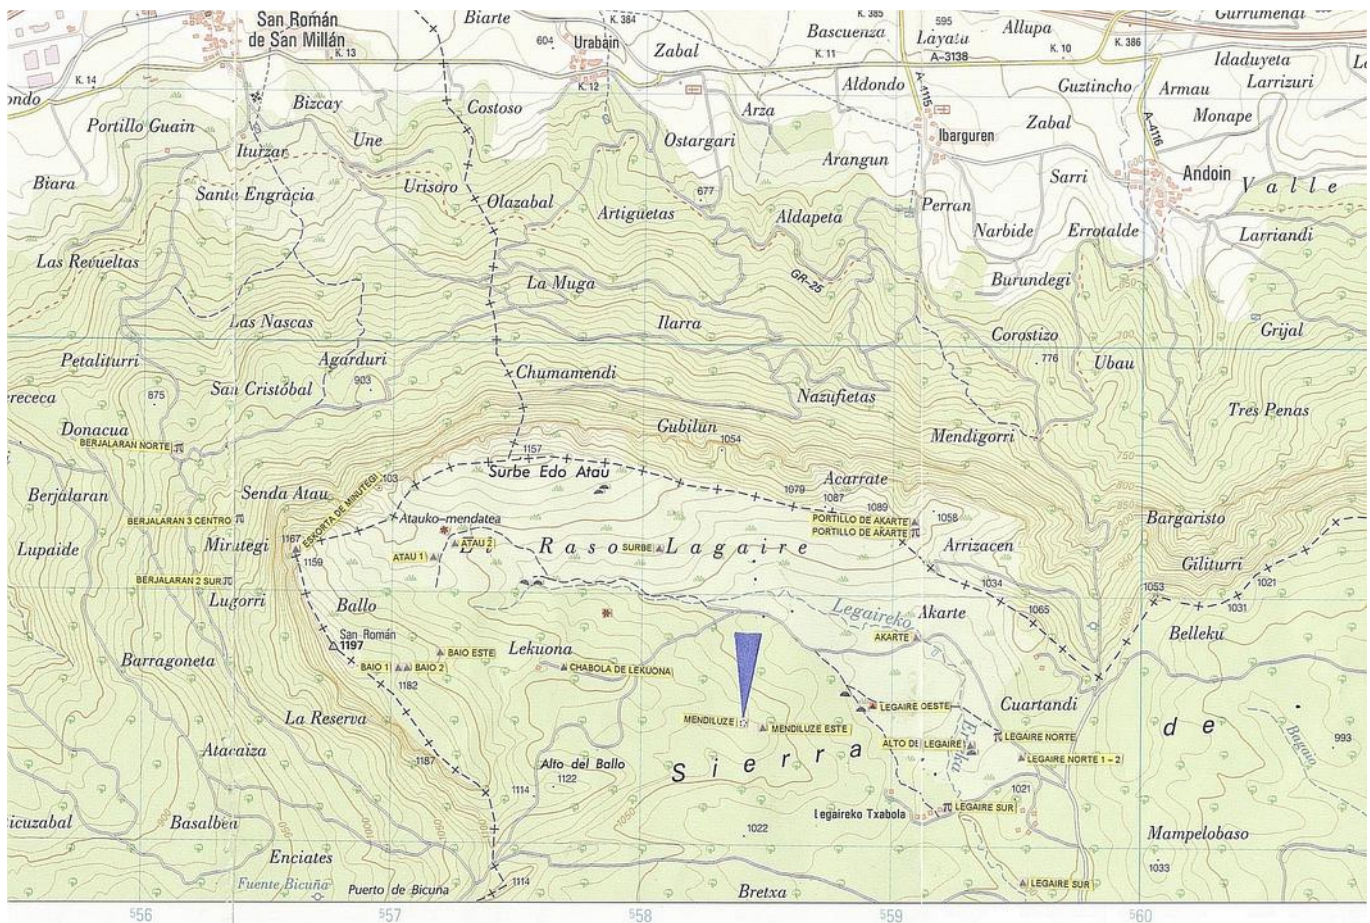 Gurrumendi
San Román
de San Millán
Biarte
K. 384
604
Urabain
Zabal
K. 385
Bascuenza
595
Layatu
A-3138
Allupa
K. 10
K. 386
K. 14
K. 13
K. 12
K. 11
Idaduyeta
Larrizuri
ondo
Bizcay
Costoso
Arza
Aldondo
A-4115
Guztincho
Armau
Monape
Portillo Guain
Une
Ostargari
Ibarguren
Zabal
A-4116
Iturzar
Arangun
Andoin
Valle
Biara
Santa Engracia
Urisoro
Olazabal
677
Artiguetas
Aldapeta
Perran
Sarri
Narbide
Errotalde
Larriandi
Las Revueltas
La Muga
GR-25
Burundegi
Las Nascas
Ilarra
Corostizo
Grijal
Petaliturri
Agarduri
903
Chumamendi
776
Ubau
erececa
875
San Cristóbal
Nazufietas
Tres Penas
Donacua
BERJALARAN NORTE
Gubilun
1054
Mendigorri
1157
Surbe Edo Atau
Berjalaran
Senda Atau
ESKORTA DE MINUTEGI
1103
1079
1087
Acarrate
1089
BERJALARAN 3 CENTRO
Atauko-mendatea
PORTILLO DE AKARTE
PORTILLO DE AKARTE
1058
Bargaristo
Lupaide
Mirutegi
1167
1159
ATAU 1
ATAU 2
El Raso Lagaire
SURBE
Arrizacen
Giliturri
BERJALARAN 2 SUR
Lugorri
Ballo
1034
1053
1021
1031
Legaireko
Akarte
1065
San Román
1197
AKARTE
Belleku
Barragoneta
BAIO 1
BAIO 2
BAIO ESTE
Lekuona
CHABOLA DE LEKUONA
1182
La Reserva
MENDILUZE
MENDILUZE ESTE
LEGAIRE OESTE
Cuartandi
Atacaiza
ALTO DE LEGAIRE
Erreka
LEGAIRE NORTE
de
Bagato
993
1187
Alto del Ballo
1122
Sierra
LEGAIRE NORTE 1 - 2
1114
1021
icuzabal
Basalbea
Legaireko Txabola
LEGAIRE SUR
1022
Mampelobaso
Enciates
Fuente Bicuña
Puerto de Bicuna
1114
Bretxa
LEGAIRE SUR
1033
556
557
558
559
560